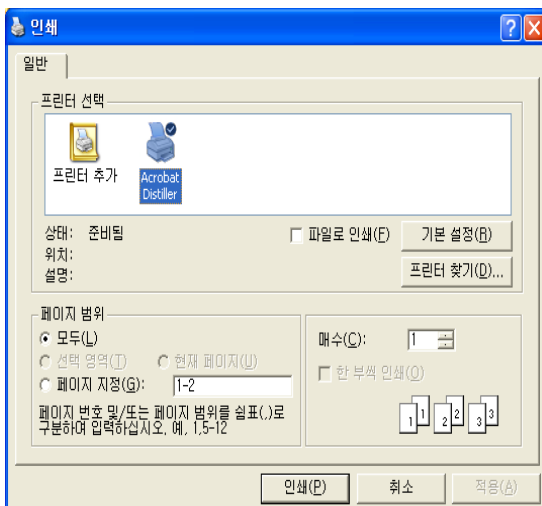 인쇄
일반
프린터 선택
프린터 추가
Acrobat
Distiller
상태: 준비됨
위치:
설명:
파일로 인쇄(F)
기본 설정(R)
프린터 찾기(D)...
페이지 범위
모두(L)
선택 영역(T) 현재 페이지(U)
페이지 지정(G): 1-2
페이지 번호 및/또는 페이지 범위를 쉼표(,)로
구분하여 입력하십시오. 예, 1,5-12
매수(C): 1
한 부씩 인쇄(O)
1 1 2 2 3 3
인쇄(P) 취소 적용(A)